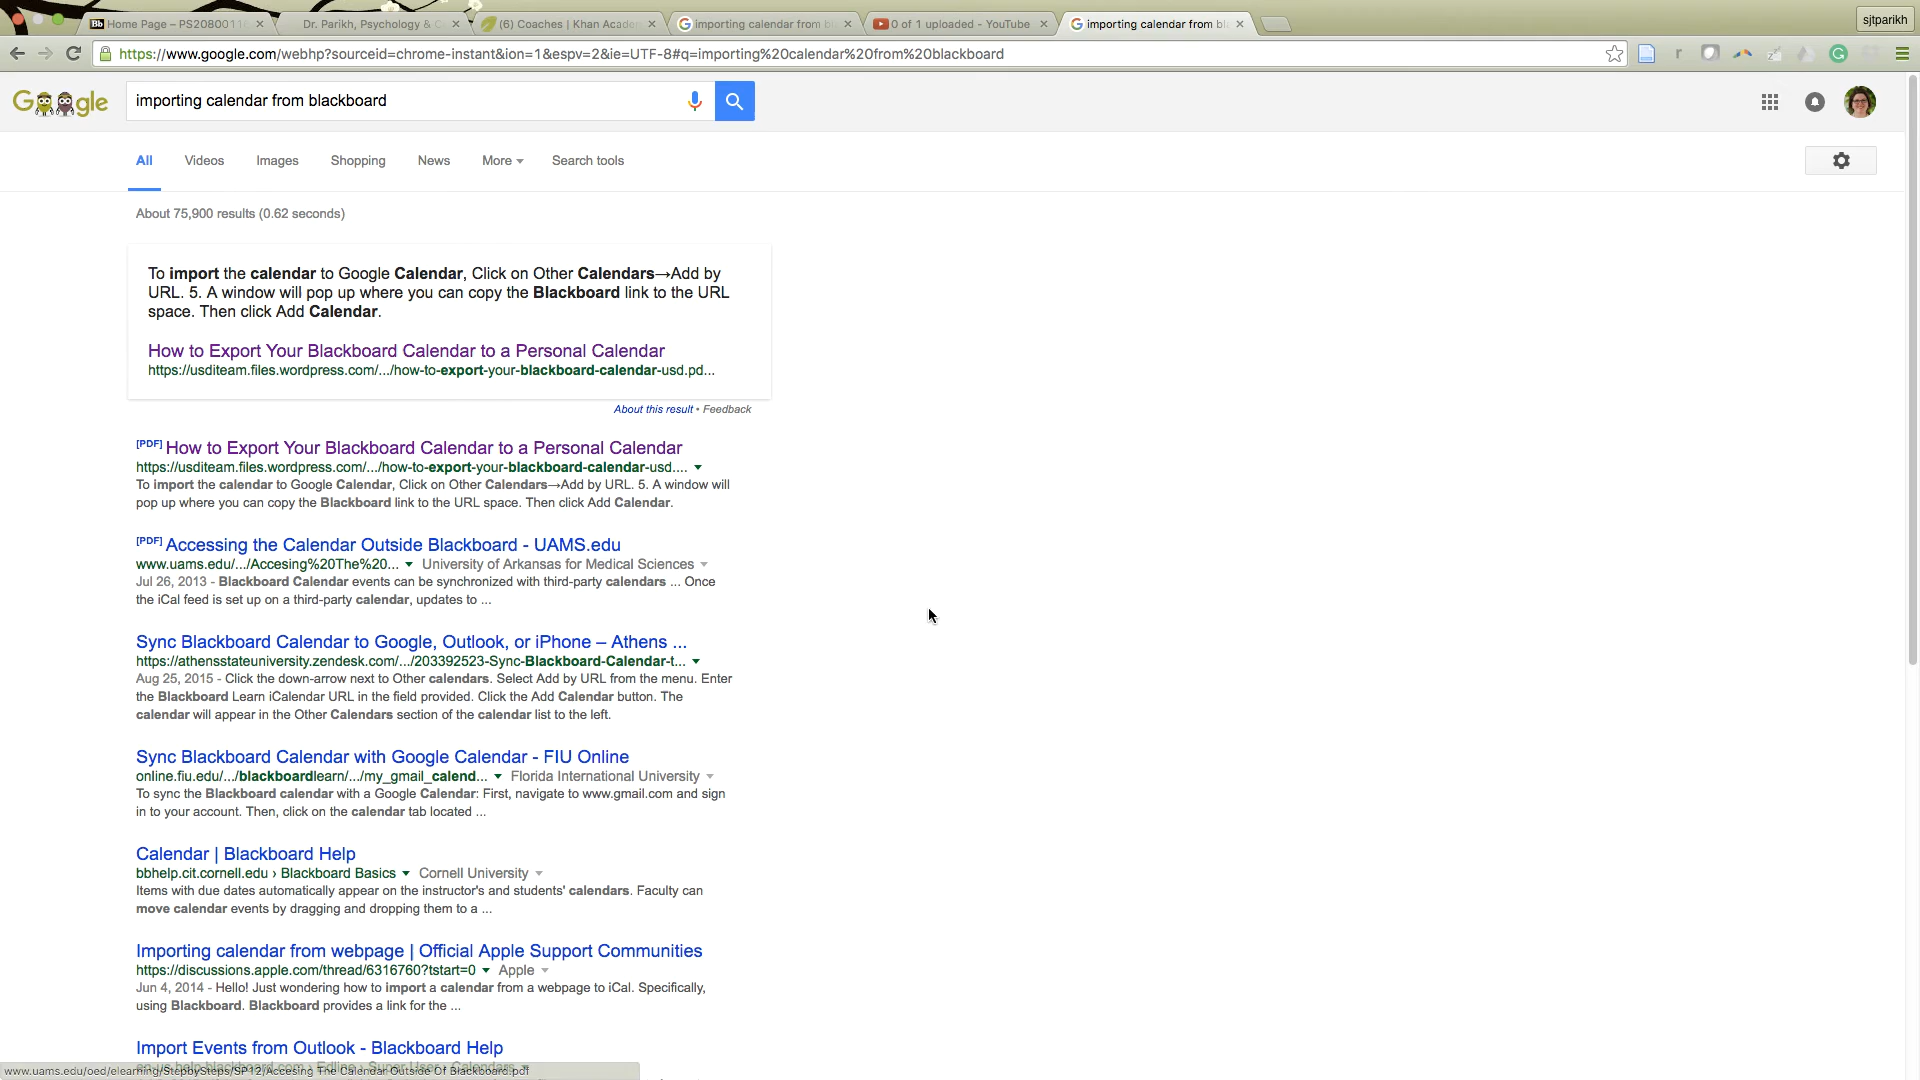 Home Page – PS2080011
Dr. Parikh, Psychology &
(6) Coaches | Khan Acade
importing calendar from b
0 of 1 uploaded - YouTube
importing calendar from bl
sjtparikh
https://www.google.com/webhp?sourceid=chrome-instant&ion=1&espv=2&ie=UTF-8#q=importing%20calendar%20from%20blackboard
Google
importing calendar from blackboard
All Videos Images Shopping News More Search tools
About 75,900 results (0.62 seconds)
To import the calendar to Google Calendar, Click on Other Calendars→Add by
URL. 5. A window will pop up where you can copy the Blackboard link to the URL
space. Then click Add Calendar.
How to Export Your Blackboard Calendar to a Personal Calendar
https://usditeam.files.wordpress.com/.../how-to-export-your-blackboard-calendar-usd.pd...
About this result • Feedback
[PDF] How to Export Your Blackboard Calendar to a Personal Calendar
https://usditeam.files.wordpress.com/.../how-to-export-your-blackboard-calendar-usd....
To import the calendar to Google Calendar, Click on Other Calendars→Add by URL. 5. A window will
pop up where you can copy the Blackboard link to the URL space. Then click Add Calendar.
[PDF] Accessing the Calendar Outside Blackboard - UAMS.edu
www.uams.edu/.../Accesing%20The%20... University of Arkansas for Medical Sciences
Jul 26, 2013 - Blackboard Calendar events can be synchronized with third-party calendars ... Once
the iCal feed is set up on a third-party calendar, updates to ...
Sync Blackboard Calendar to Google, Outlook, or iPhone – Athens ...
https://athensstateuniversity.zendesk.com/.../203392523-Sync-Blackboard-Calendar-t...
Aug 25, 2015 - Click the down-arrow next to Other calendars. Select Add by URL from the menu. Enter
the Blackboard Learn iCalendar URL in the field provided. Click the Add Calendar button. The
calendar will appear in the Other Calendars section of the calendar list to the left.
Sync Blackboard Calendar with Google Calendar - FIU Online
online.fiu.edu/.../blackboardlearn/.../my_gmail_calend... Florida International University
To sync the Blackboard calendar with a Google Calendar: First, navigate to www.gmail.com and sign
in to your account. Then, click on the calendar tab located ...
Calendar | Blackboard Help
bbhelp.cit.cornell.edu › Blackboard Basics Cornell University
Items with due dates automatically appear on the instructor's and students' calendars. Faculty can
move calendar events by dragging and dropping them to a ...
Importing calendar from webpage | Official Apple Support Communities
https://discussions.apple.com/thread/6316760?tstart=0 Apple
Jun 4, 2014 - Hello! Just wondering how to import a calendar from a webpage to iCal. Specifically,
using Blackboard. Blackboard provides a link for the ...
Import Events from Outlook - Blackboard Help
www.uams.edu/oed/elearning/StepbySteps/SP12/Accesing The Calendar Outside Of Blackboard.pdf